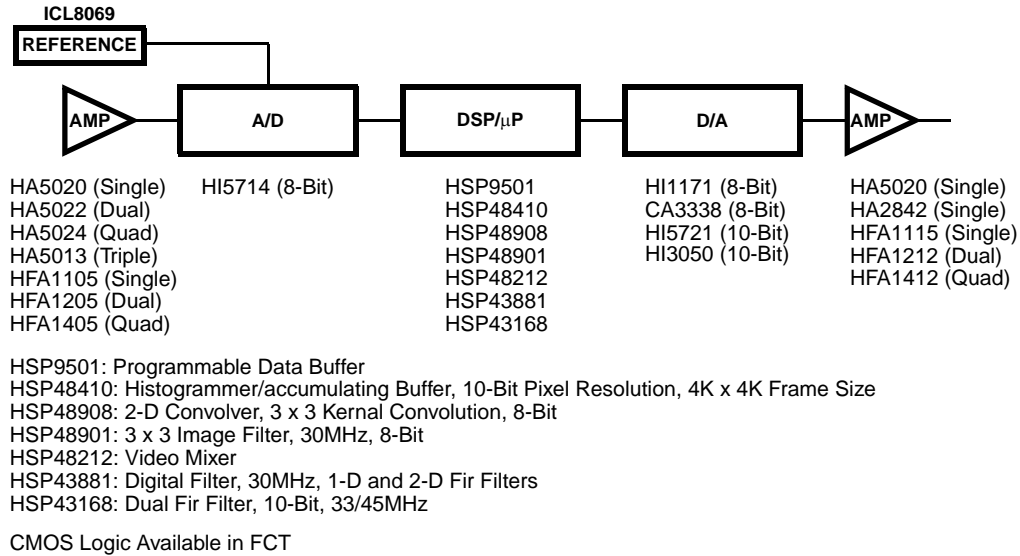 ICL8069
REFERENCE
AMP
A/D
DSP/μP
D/A
AMP
HA5020 (Single)
HA5022 (Dual)
HA5024 (Quad)
HA5013 (Triple)
HFA1105 (Single)
HFA1205 (Dual)
HFA1405 (Quad)
HI5714 (8-Bit)
HSP9501
HSP48410
HSP48908
HSP48901
HSP48212
HSP43881
HSP43168
HI1171 (8-Bit)
CA3338 (8-Bit)
HI5721 (10-Bit)
HI3050 (10-Bit)
HA5020 (Single)
HA2842 (Single)
HFA1115 (Single)
HFA1212 (Dual)
HFA1412 (Quad)
HSP9501: Programmable Data Buffer
HSP48410: Histogrammer/accumulating Buffer, 10-Bit Pixel Resolution, 4K x 4K Frame Size
HSP48908: 2-D Convolver, 3 x 3 Kernal Convolution, 8-Bit
HSP48901: 3 x 3 Image Filter, 30MHz, 8-Bit
HSP48212: Video Mixer
HSP43881: Digital Filter, 30MHz, 1-D and 2-D Fir Filters
HSP43168: Dual Fir Filter, 10-Bit, 33/45MHz
CMOS Logic Available in FCT